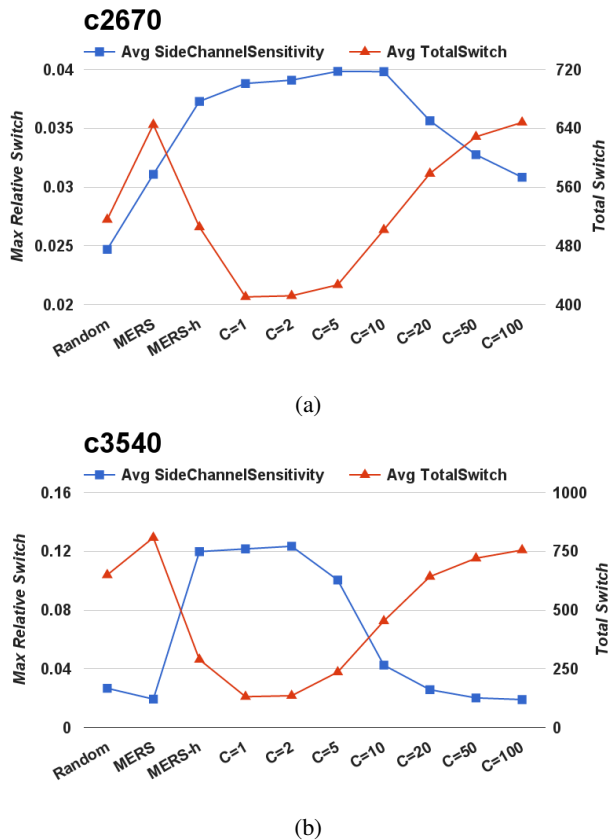 c2670
Avg SideChannelSensitivity Avg TotalSwitch
0.04 720
0.035 640
0.03 560
0.025 480
0.02 400
Max Relative Switch
Total Switch
Random MERS MERS-h C=1 C=2 C=5 C=10 C=20 C=50 C=100
(a)
c3540
Avg SideChannelSensitivity Avg TotalSwitch
0.16 1000
0.12 750
0.08 500
0.04 250
0 0
Max Relative Switch
Total Switch
Random MERS MERS-h C=1 C=2 C=5 C=10 C=20 C=50 C=100
(b)